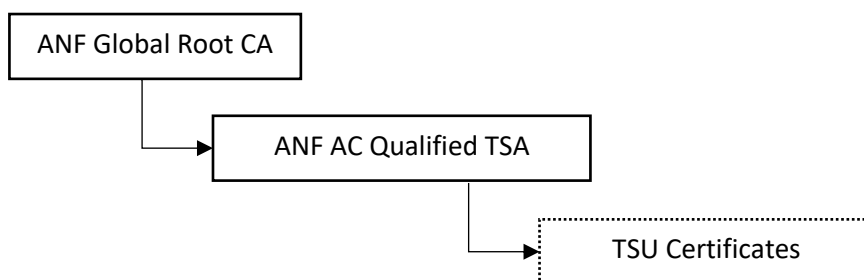 ANF Global Root CA
ANF AC Qualified TSA
TSU Certificates